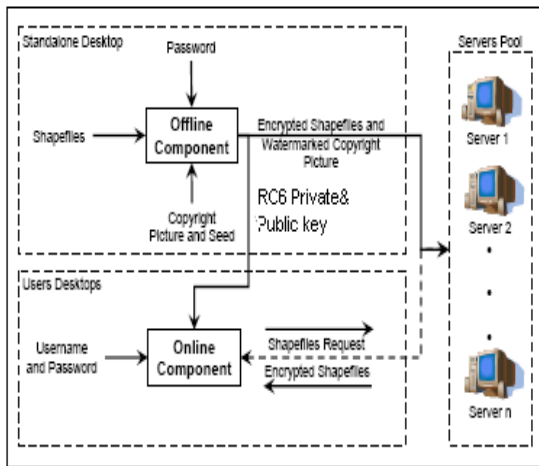 Standalone Desktop
Password
Shapefiles
Offline
Component
Encrypted Shapefiles and
Watermarked Copyright
Picture
RC6 Private&
Public key
Copyright
Picture and Seed
Servers Pool
Server 1
Server 2
Server n
Users Desktops
Username
and Password
Online
Component
Shapefiles Request
Encrypted Shapefiles